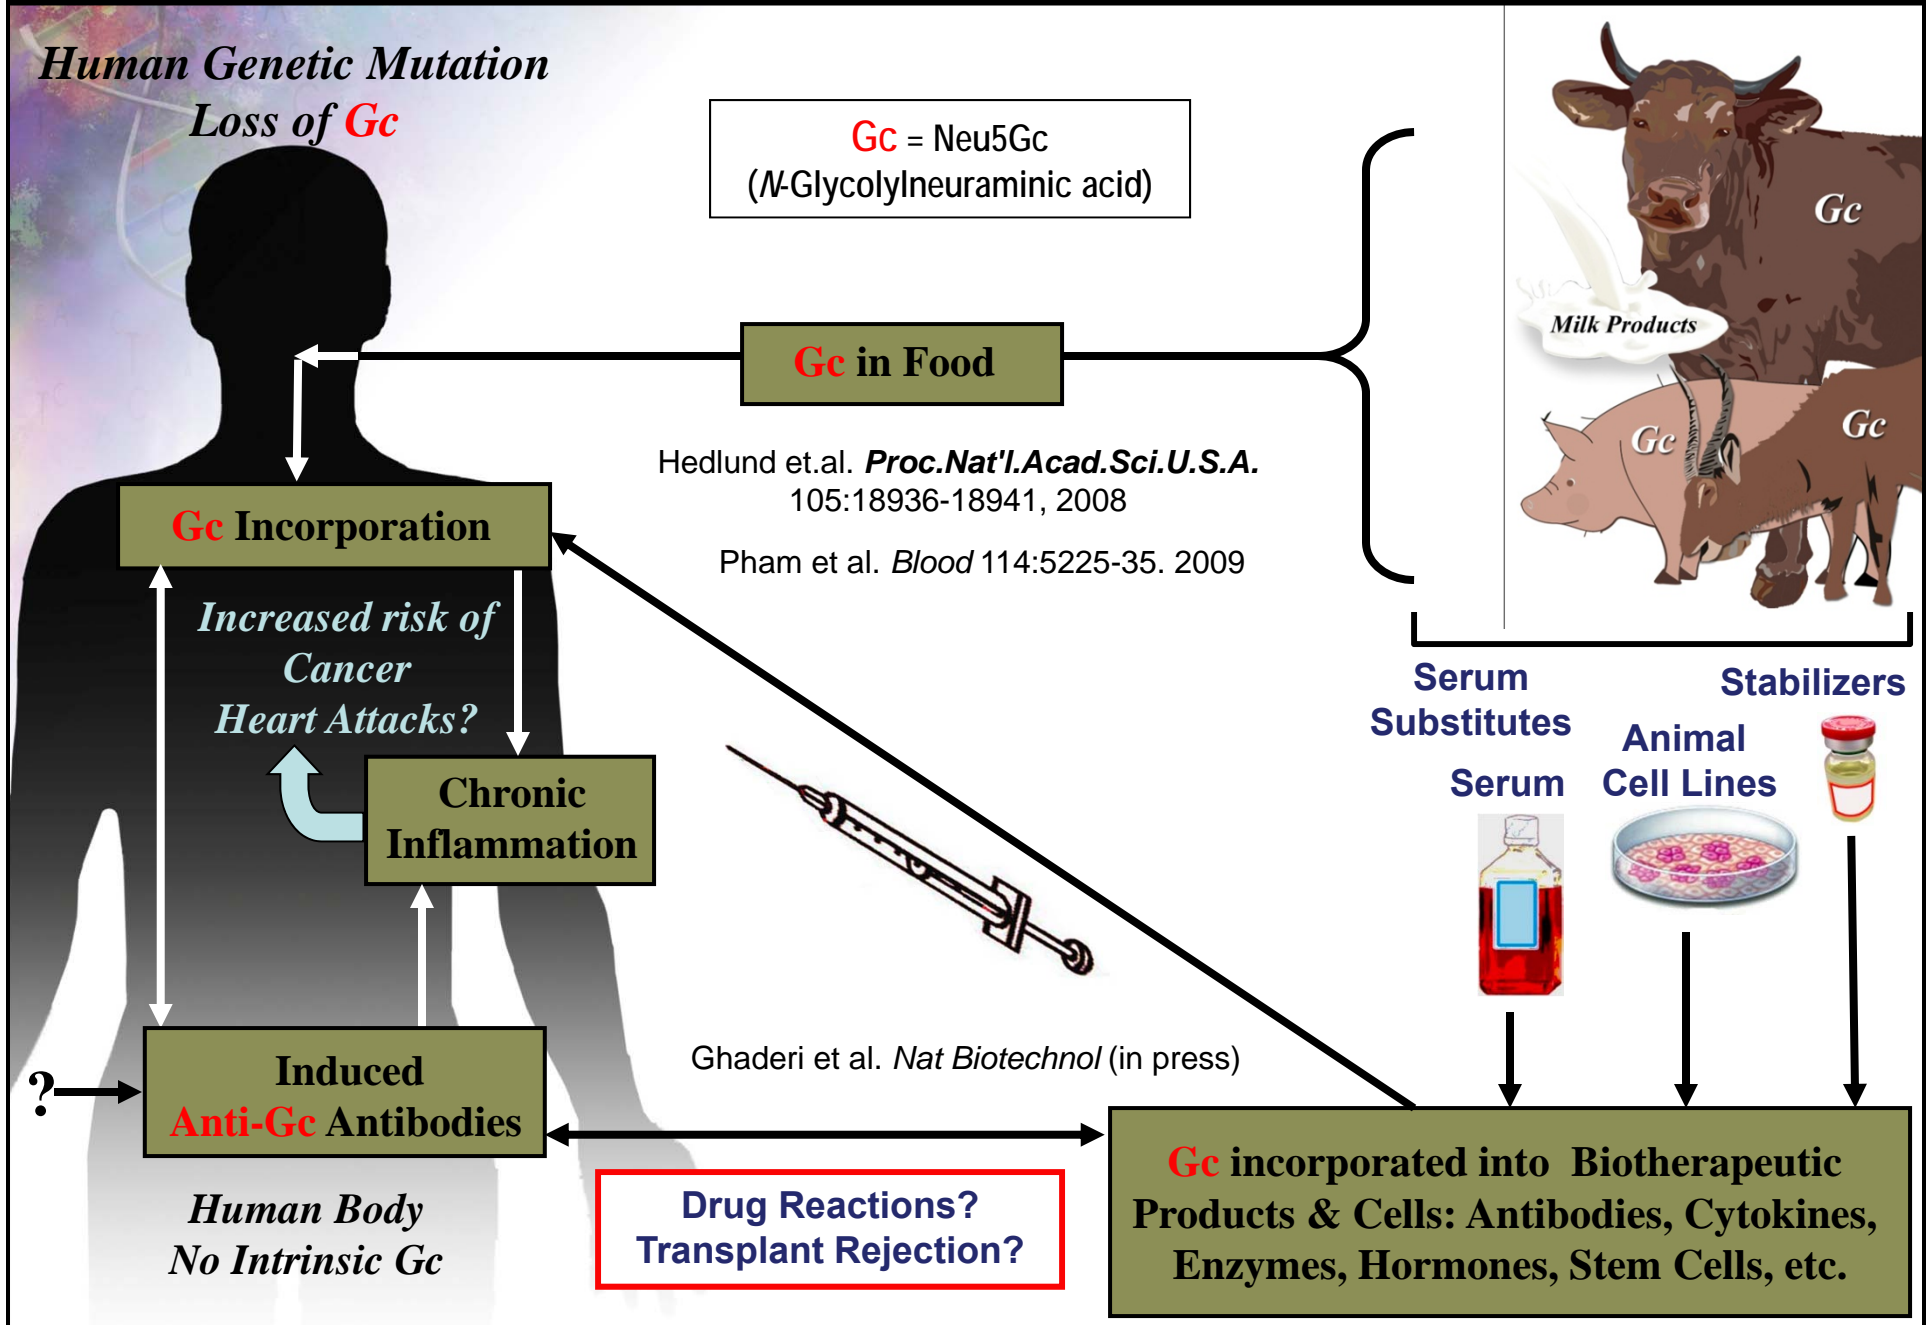 Human Genetic Mutation
Loss of Gc
Gc = Neu5Gc
(N-Glycolylneuraminic acid)
Gc
Milk Products
Gc in Food
Gc
Gc
Hedlund et.al. Proc.Nat'l.Acad.Sci.U.S.A.
105:18936-18941, 2008
Pham et al. Blood 114:5225-35. 2009
Gc Incorporation
Increased risk of
Cancer
Heart Attacks?
Chronic
Inflammation
Serum
Substitutes
Serum
Animal
Cell Lines
Stabilizers
Ghaderi et al. Nat Biotechnol (in press)
?
Induced
Anti-Gc Antibodies
Drug Reactions?
Transplant Rejection?
Gc incorporated into Biotherapeutic
Products & Cells: Antibodies, Cytokines,
Enzymes, Hormones, Stem Cells, etc.
Human Body
No Intrinsic Gc